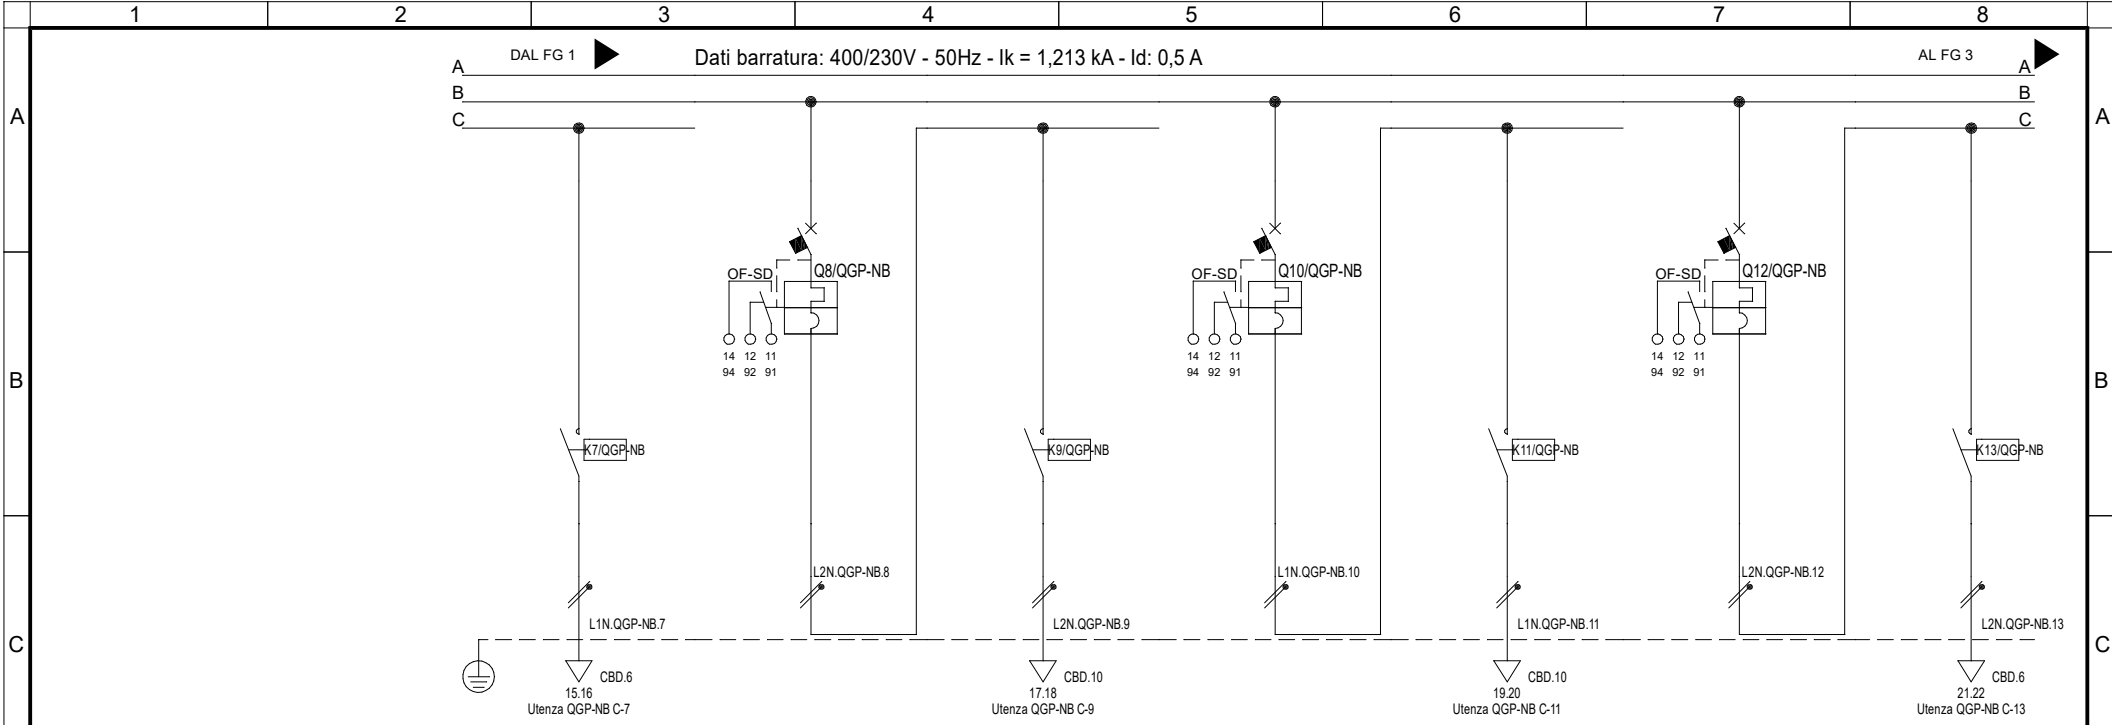 1 2 3 4 5 6 7 8
DAL FG 1 Dati barratura: 400/230V - 50Hz - Ik = 1,213 kA - Id: 0,5 A AL FG 3
A A
B B
C C
A A
OF-SD Q8/QGP-NB OF-SD Q10/QGP-NB OF-SD Q12/QGP-NB
14 12 11 14 12 11 14 12 11
94 92 91 94 92 91 94 92 91
B B
K7/QGP-NB K9/QGP-NB K11/QGP-NB K13/QGP-NB
L2N.QGP-NB.8 L1N.QGP-NB.10 L2N.QGP-NB.12
L1N.QGP-NB.7 L2N.QGP-NB.9 L1N.QGP-NB.11 L2N.QGP-NB.13
C C
CBD.6 CBD.10 CBD.10 CBD.6
15.16 17.18 19.20 21.22
Utenza QGP-NB C-7 Utenza QGP-NB C-9 Utenza QGP-NB C-11 Utenza QGP-NB C-13